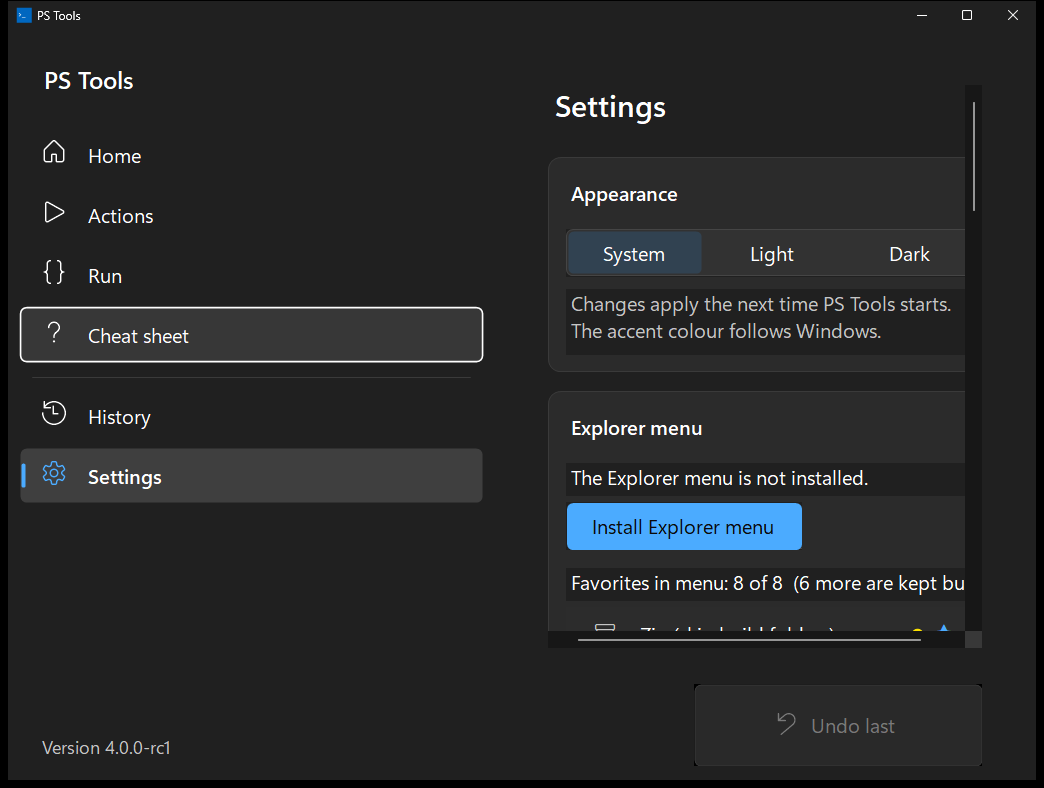 PS Tools
PS Tools
Home
Actions
Run
Cheat sheet
History
Settings
Version 4.0.0-rc1
Settings
Appearance
System Light Dark
Changes apply the next time PS Tools starts.
The accent colour follows Windows.
Explorer menu
The Explorer menu is not installed.
Install Explorer menu
Favorites in menu: 8 of 8 (6 more are kept bu
Undo last